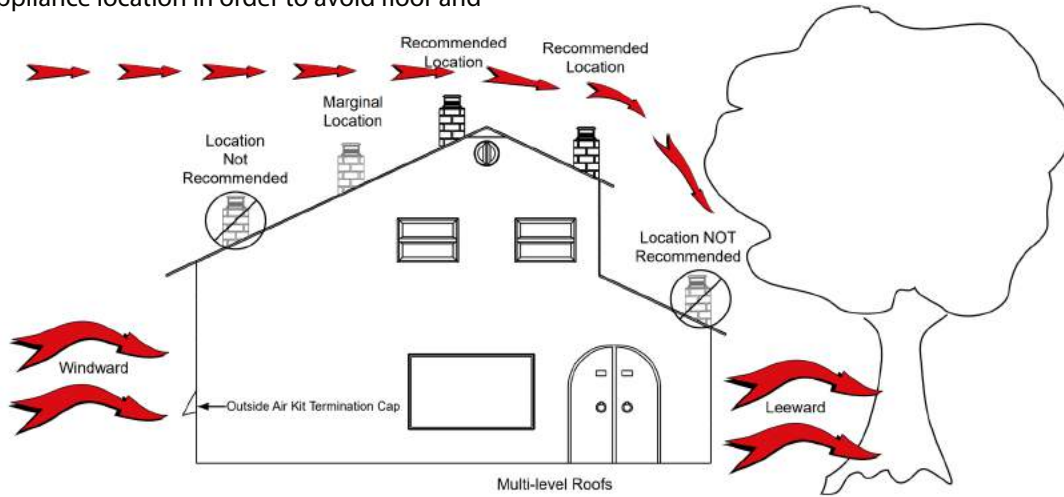 appliance location in order to avoid floor and
Recommended
Location
Recommended
Location
Marginal
Location
Location
Not
Recommended
Location NOT
Recommended
Windward
Outside Air Kit Termination Cap
Leeward
Multi-level Roofs